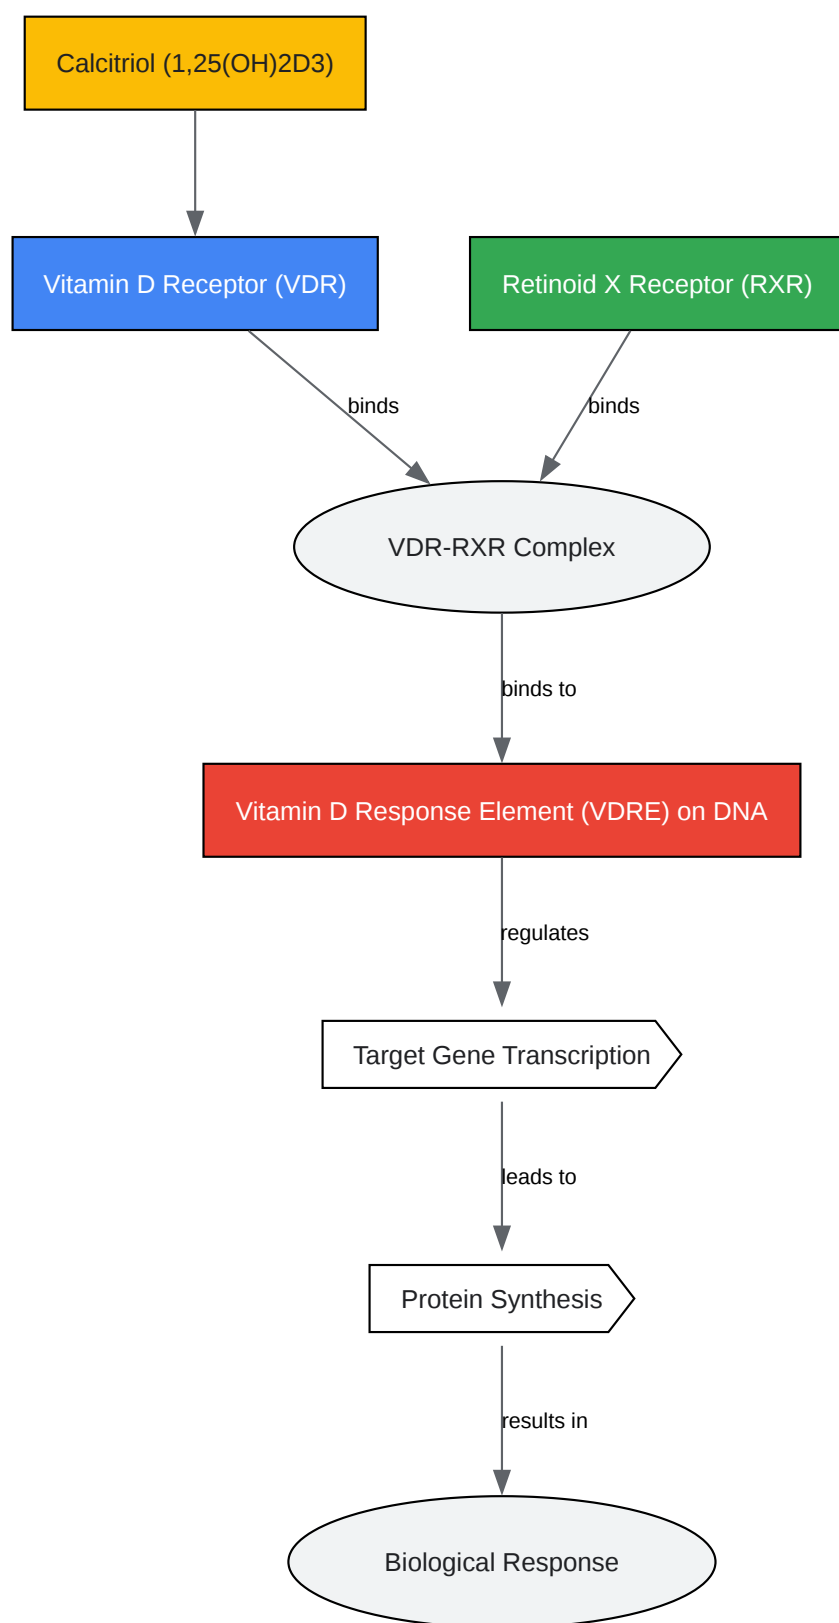 Calcitriol (1,25(OH)2D3)
Vitamin D Receptor (VDR)
Retinoid X Receptor (RXR)
binds
binds
VDR-RXR Complex
binds to
Vitamin D Response Element (VDRE) on DNA
regulates
Target Gene Transcription
leads to
Protein Synthesis
results in
Biological Response